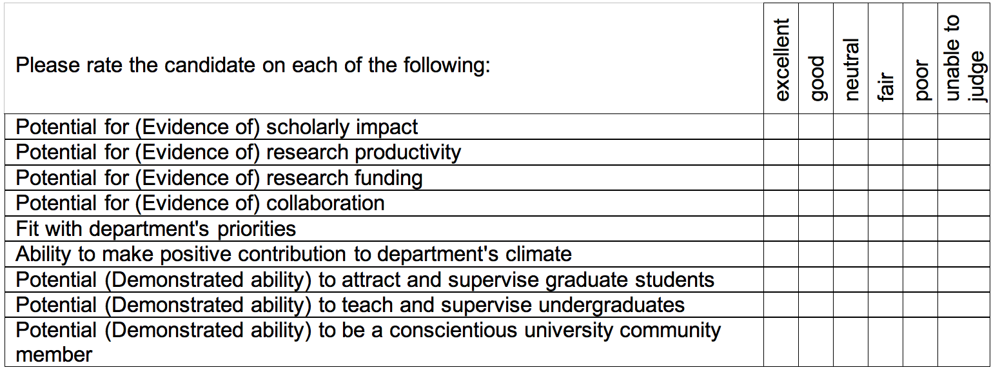 Please rate the candidate on each of the following:
excellent
good
neutral
fair
poor
unable to
judge
Potential for (Evidence of) scholarly impact
Potential for (Evidence of) research productivity
Potential for (Evidence of) research funding
Potential for (Evidence of) collaboration
Fit with department's priorities
Ability to make positive contribution to department's climate
Potential (Demonstrated ability) to attract and supervise graduate students
Potential (Demonstrated ability) to teach and supervise undergraduates
Potential (Demonstrated ability) to be a conscientious university community
member